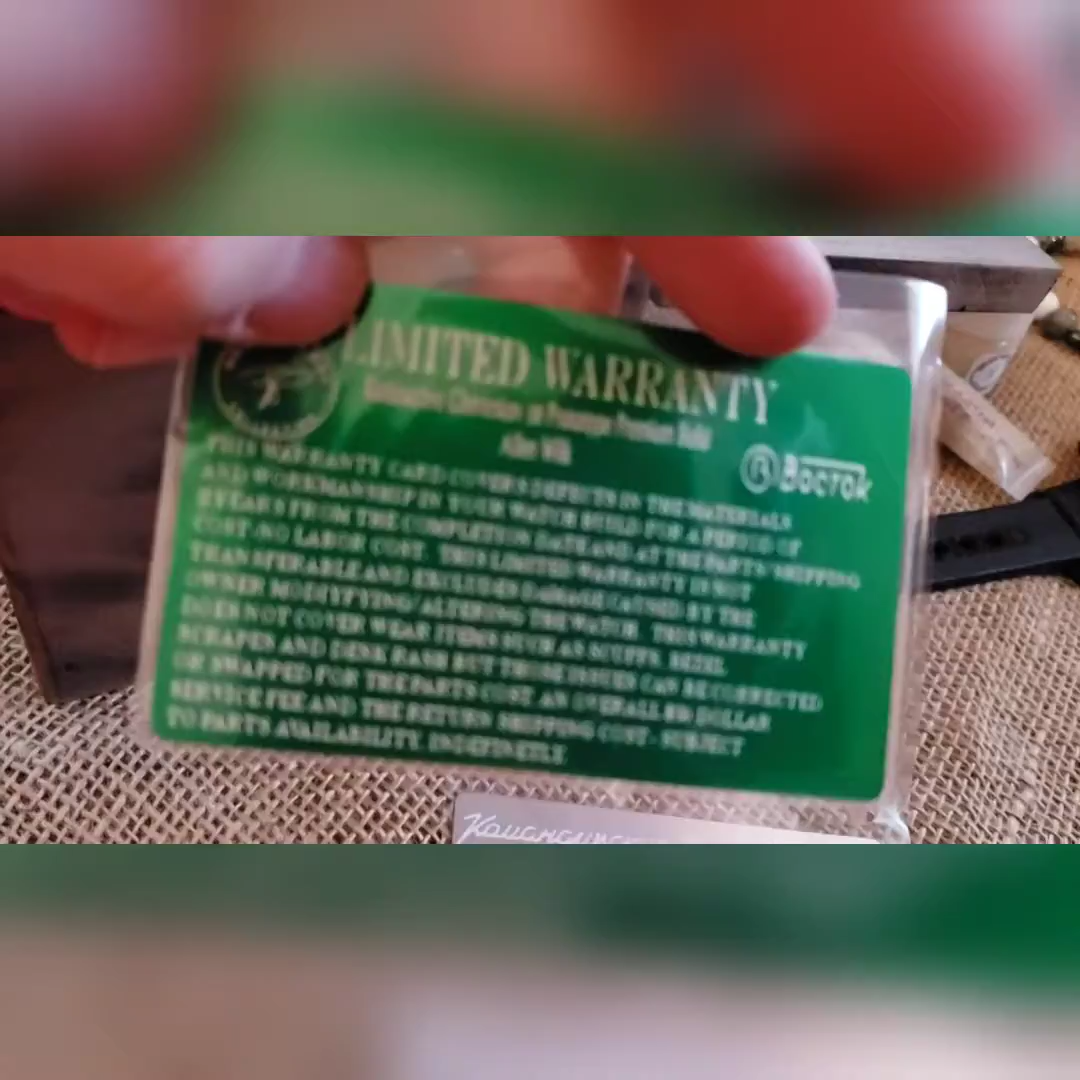 LIMITED WARRANTY
Восток
THIS WARRANTY CARD COVERS DEFECTS IN THE MATERIALS
AND WORKMANSHIP IN YOUR WATCH BUILD FOR A PERIOD OF
YEARS FROM THE COMPLETION DATE AND AT THE PARTS/SHIPPING
COST-NO LABOR COST. THIS LIMITED WARRANTY IS NOT
TRANSFERABLE AND EXCLUDES DAMAGE CAUSED BY THE
OWNER MODIFYFYING/ALTERING THE WATCH. THIS WARRANTY
DOES NOT COVER WEAR ITEMS SUCH AS SCUFFS, BEZEL
SCRAPES AND DESK RASH BUT THOSE ISSUES CAN BE CORRECTED
OR SWAPPED FOR THE PARTS COST, AN OVERALL DOLLAR
SERVICE FEE AND THE RETURN SHIPPING COST- SUBJECT
TO PARTS AVAILABILITY, INDEFINETLY.